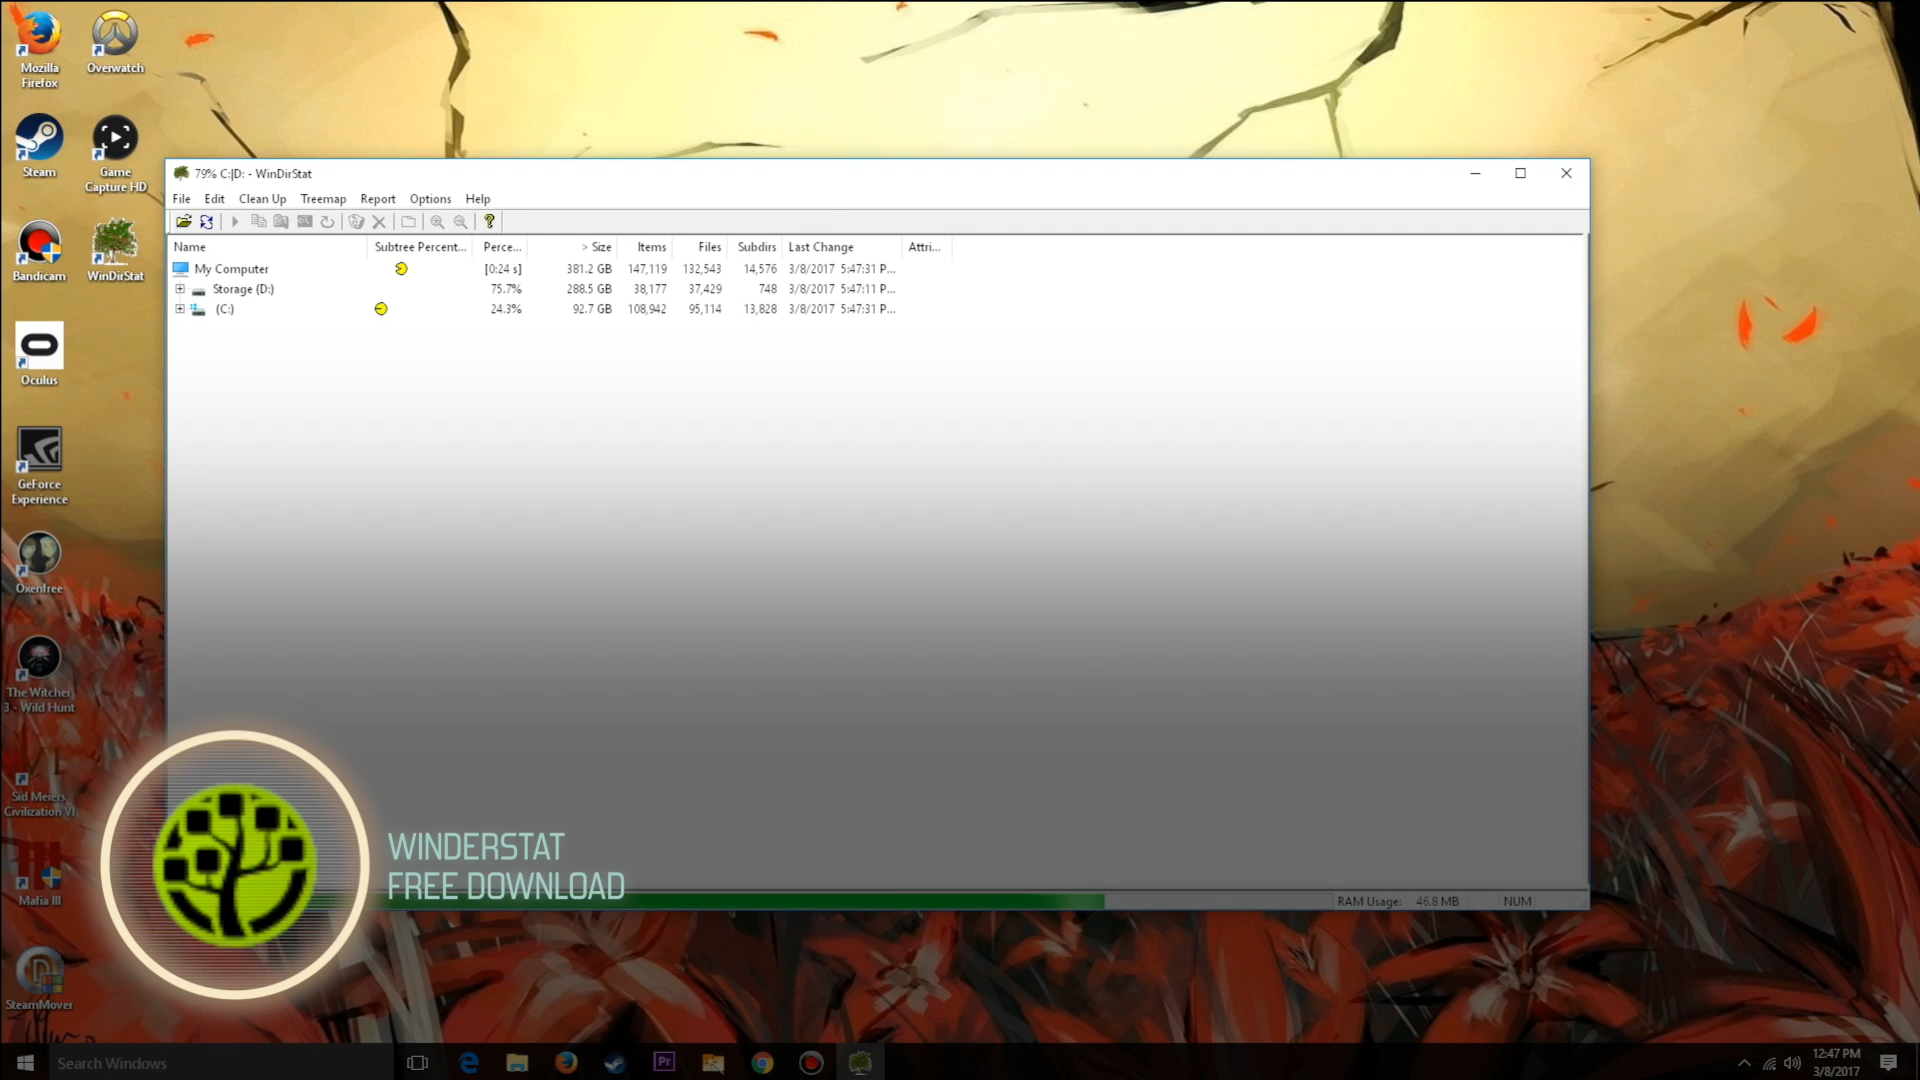 Mozilla
Firefox
Overwatch
Steam
Game
Capture HD
Bandicam
WinDirStat
Oculus
GeForce
Experience
Oxenfree
The Witcher
3 - Wild Hunt
Sid Meiers
Civilization VI
Mafia III
SteamMover
79% C:|D: - WinDirStat
File Edit Clean Up Treemap Report Options Help
Name Subtree Percent... Perce... > Size Items Files Subdirs Last Change Attri...
My Computer [0:24 s] 381.2 GB 147,119 132,543 14,576 3/8/2017 5:47:31 P...
Storage (D:) 75.7% 288.5 GB 38,177 37,429 748 3/8/2017 5:47:11 P...
(C:) 24.3% 92.7 GB 108,942 95,114 13,828 3/8/2017 5:47:31 P...
WINDERSTAT
FREE DOWNLOAD
RAM Usage: 46.8 MB NUM
Search Windows
Pr
12:47 PM
3/8/2017